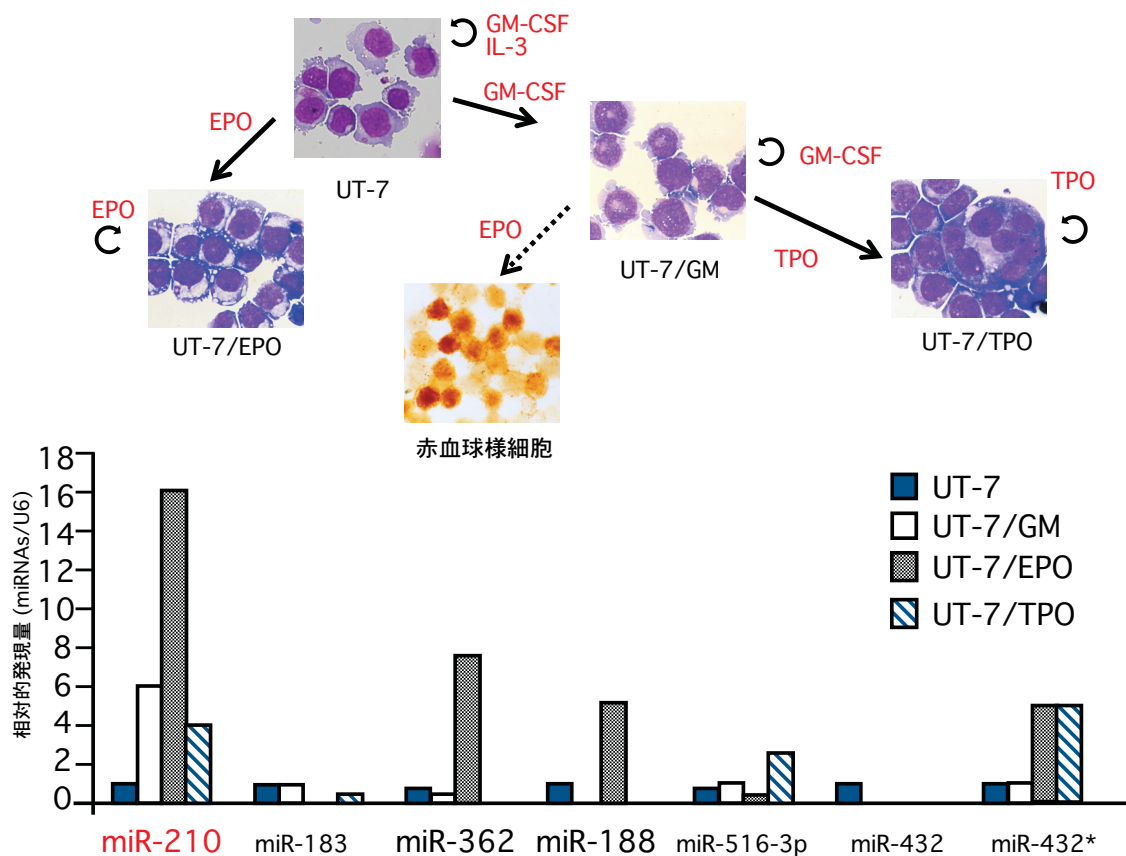 GM-CSF
IL-3
GM-CSF
EPO
UT-7
GM-CSF
EPO
TPO
EPO
TPO
UT-7/GM
UT-7/EPO
UT-7/TPO
赤血球様細胞
相対的発現量 (miRNAs/U6)
18
16
14
12
10
8
6
4
2
0
UT-7
UT-7/GM
UT-7/EPO
UT-7/TPO
miR-210
miR-183
miR-362
miR-188
miR-516-3p
miR-432
miR-432*